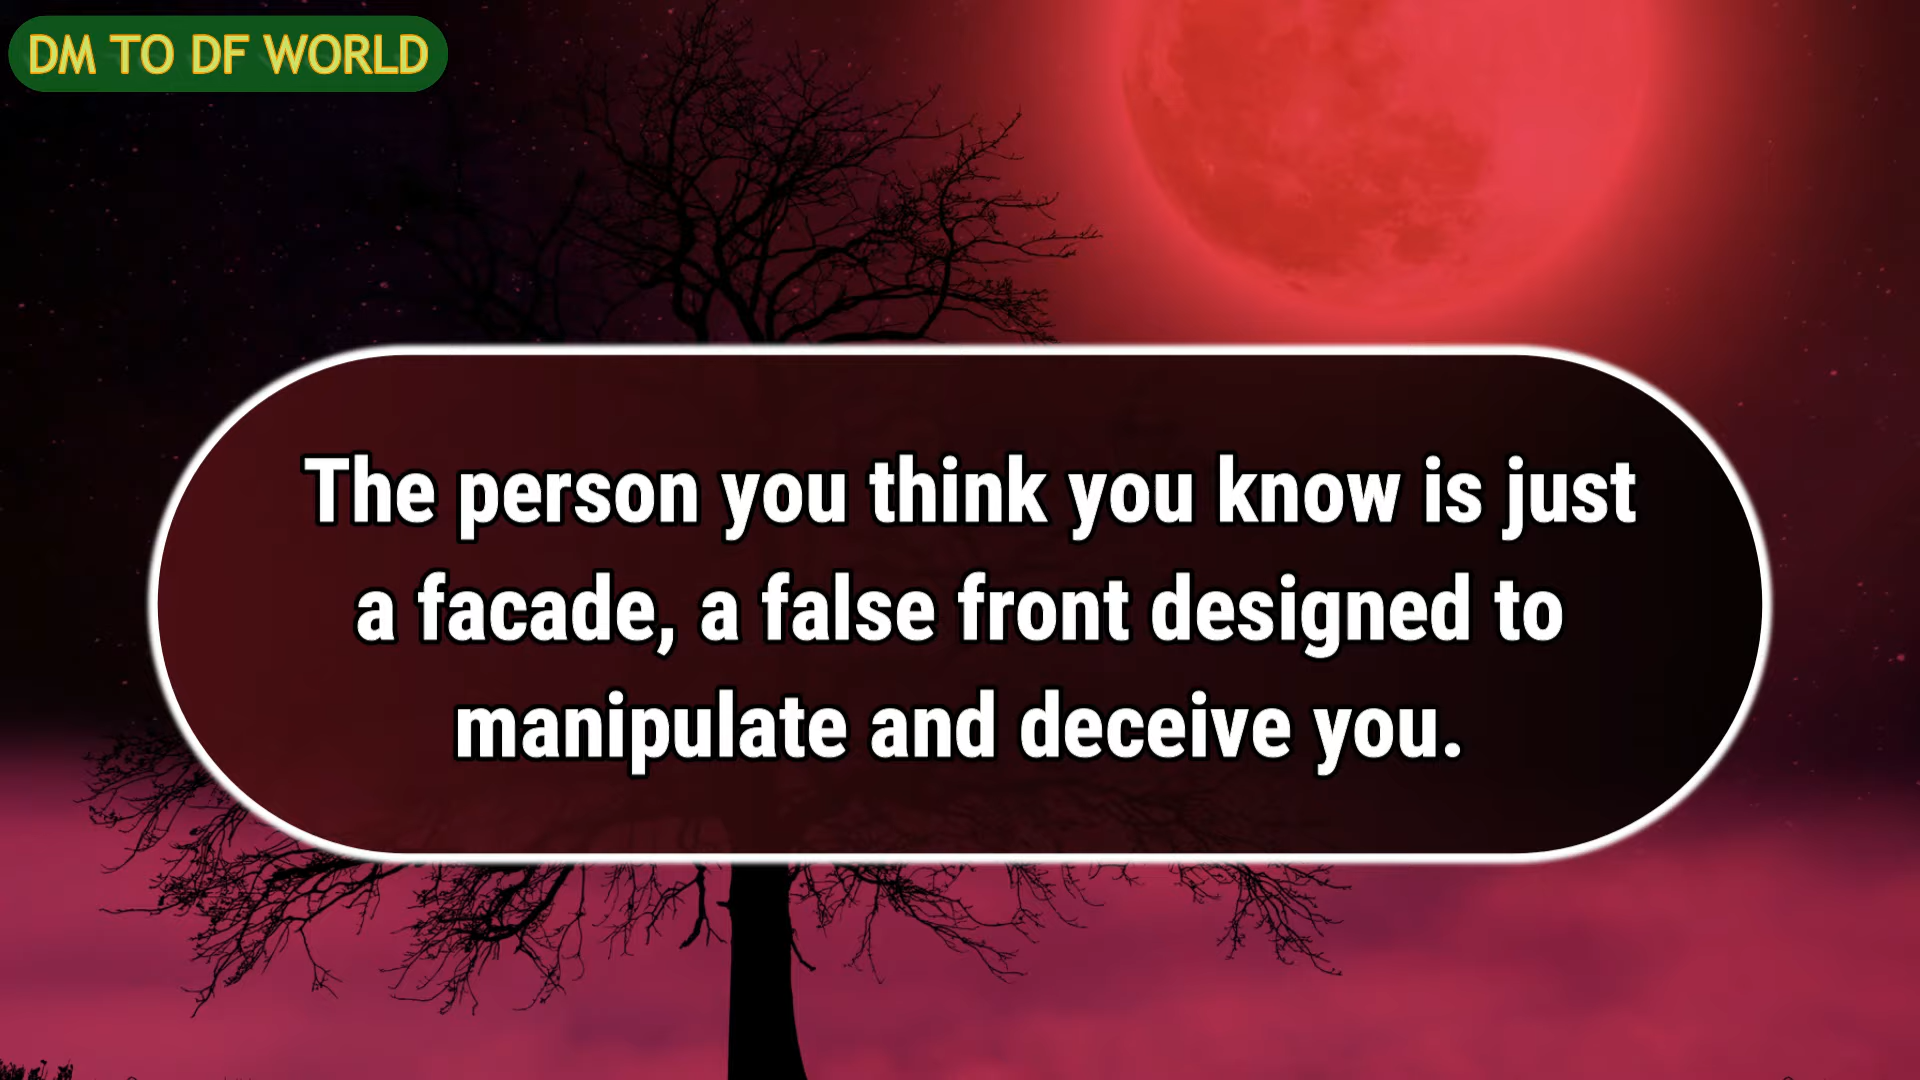 DM TO DF WORLD
The person you think you know is just
a facade, a false front designed to
manipulate and deceive you.